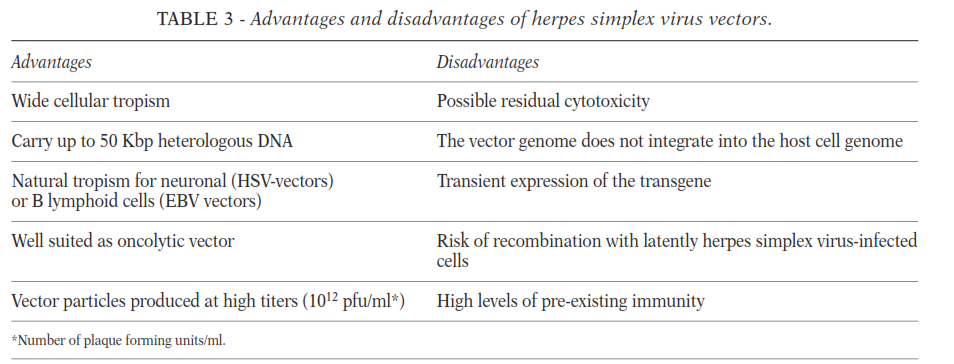 TABLE 3 - Advantages and disadvantages of herpes simplex virus vectors.
Advantages Disadvantages
Wide cellular tropism Possible residual cytotoxicity
Carry up to 50 Kbp heterologous DNA The vector genome does not integrate into the host cell genome
Natural tropism for neuronal (HSV-vectors) Transient expression of the transgene
or B lymphoid cells (EBV vectors)
Well suited as oncolytic vector Risk of recombination with latently herpes simplex virus-infected
cells
Vector particles produced at high titers (10¹² pfu/ml*) High levels of pre-existing immunity
*Number of plaque forming units/ml.